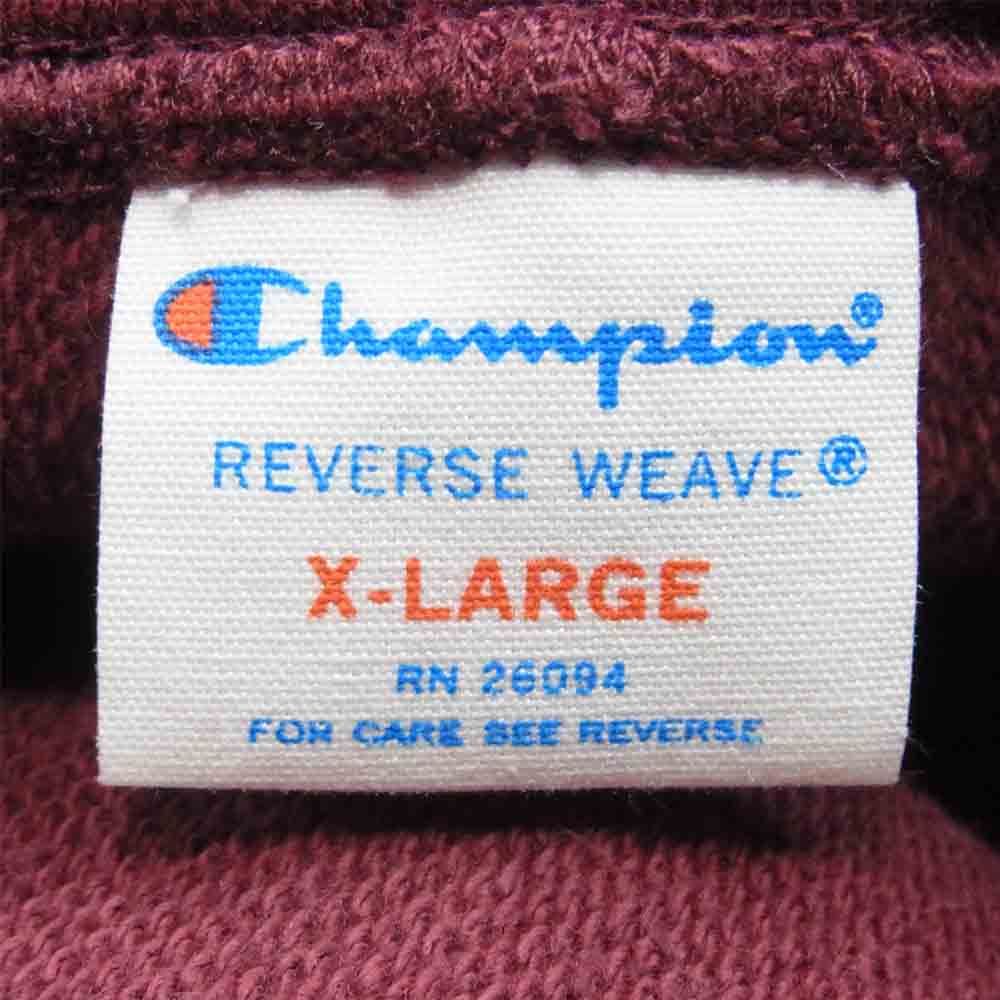 Champion®
REVERSE WEAVE®
X-LARGE
RN 26094
FOR CARE SEE REVERSE